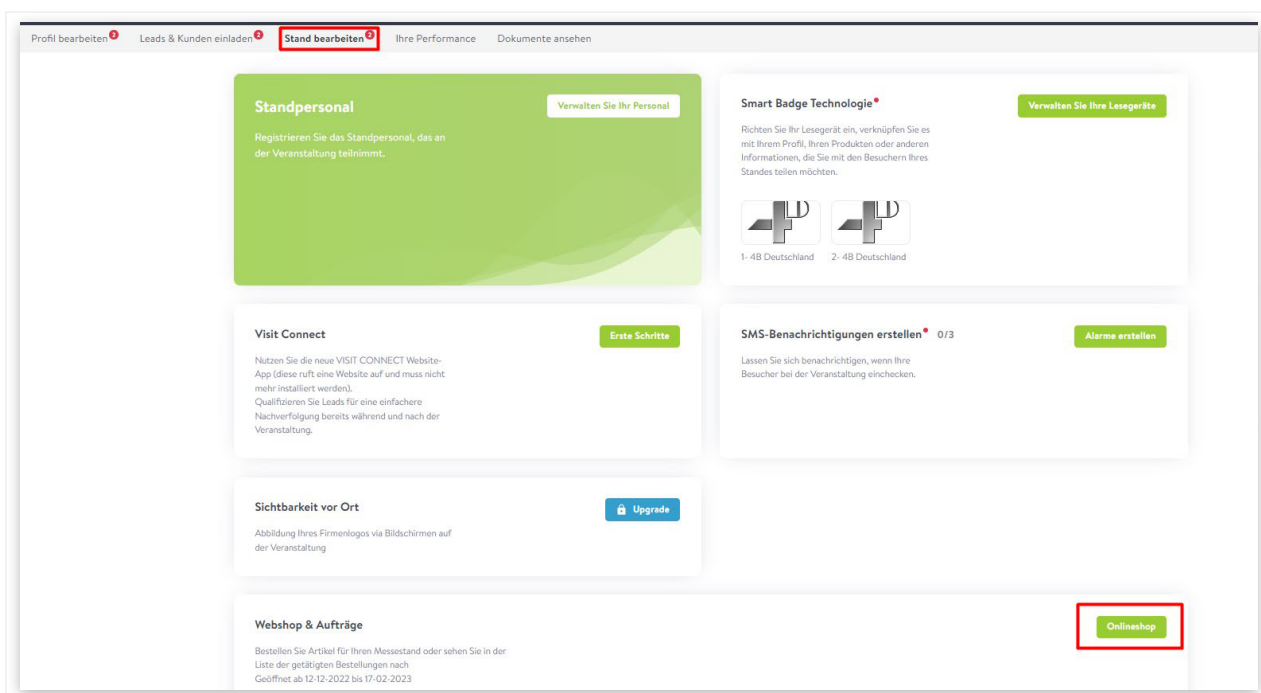 Profil bearbeiten 2 Leads & Kunden einladen 2 Stand bearbeiten 2 Ihre Performance Dokumente ansehen
Standpersonal
Verwalten Sie Ihr Personal
Registrieren Sie das Standpersonal, das an
der Veranstaltung teilnimmt.
Smart Badge Technologie
Verwalten Sie Ihre Lesegeräte
Richten Sie Ihr Lesegerät ein, verknüpfen Sie es
mit Ihrem Profil, Ihren Produkten oder anderen
Informationen, die Sie mit den Besuchern Ihres
Standes teilen möchten.
1- 4B Deutschland 2- 4B Deutschland
Visit Connect
Erste Schritte
Nutzen Sie die neue VISIT CONNECT Website-
App (diese ruft eine Website auf und muss nicht
mehr installiert werden).
Qualifizieren Sie Leads für eine einfachere
Nachverfolgung bereits während und nach der
Veranstaltung.
SMS-Benachrichtigungen erstellen 0/3
Alarme erstellen
Lassen Sie sich benachrichtigen, wenn Ihre
Besucher bei der Veranstaltung einchecken.
Sichtbarkeit vor Ort
Upgrade
Abbildung Ihres Firmenlogos via Bildschirmen auf
der Veranstaltung
Webshop & Aufträge
Onlineshop
Bestellen Sie Artikel für Ihren Messestand oder sehen Sie in der
Liste der getätigten Bestellungen nach
Geöffnet ab 12-12-2022 bis 17-02-2023